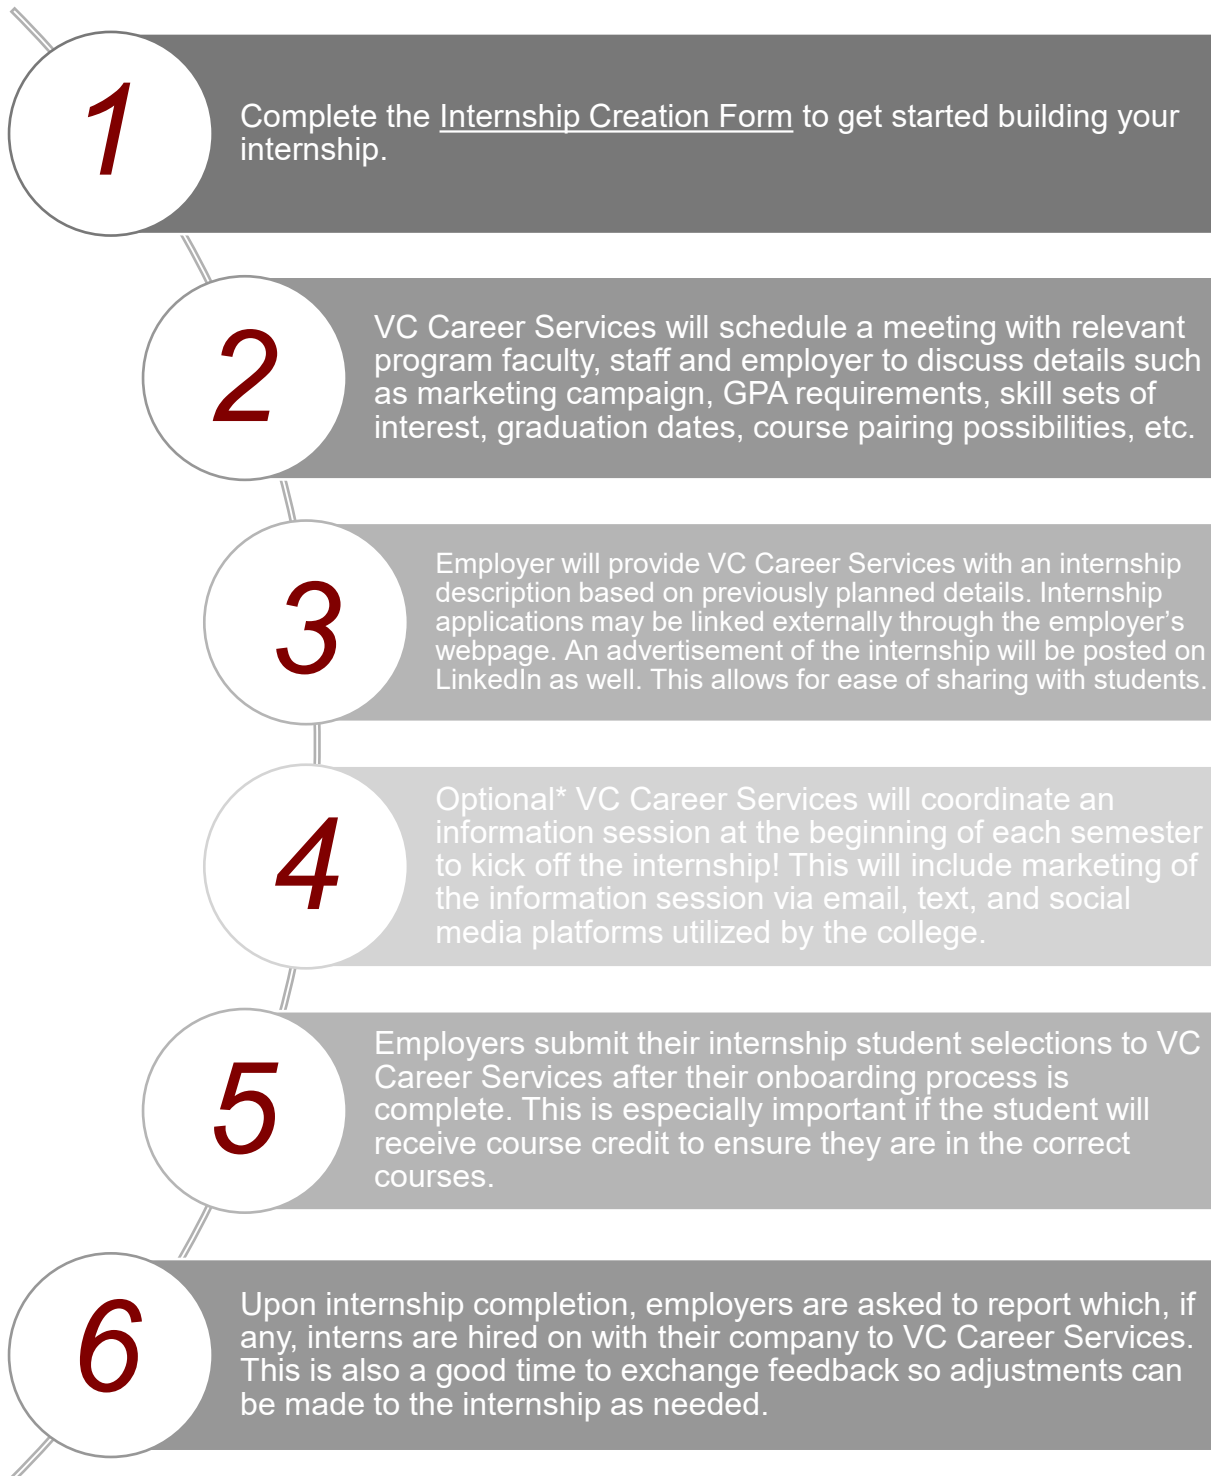 1
Complete the Internship Creation Form to get started building your
internship.
2
VC Career Services will schedule a meeting with relevant
program faculty, staff and employer to discuss details such
as marketing campaign, GPA requirements, skill sets of
interest, graduation dates, course pairing possibilities, etc.
3
Employer will provide VC Career Services with an internship
description based on previously planned details. Internship
applications may be linked externally through the employer’s
webpage. An advertisement of the internship will be posted on
LinkedIn as well. This allows for ease of sharing with students.
4
Optional* VC Career Services will coordinate an
information session at the beginning of each semester
to kick off the internship! This will include marketing of
the information session via email, text, and social
media platforms utilized by the college.
5
Employers submit their internship student selections to VC
Career Services after their onboarding process is
complete. This is especially important if the student will
receive course credit to ensure they are in the correct
courses.
6
Upon internship completion, employers are asked to report which, if
any, interns are hired on with their company to VC Career Services.
This is also a good time to exchange feedback so adjustments can
be made to the internship as needed.